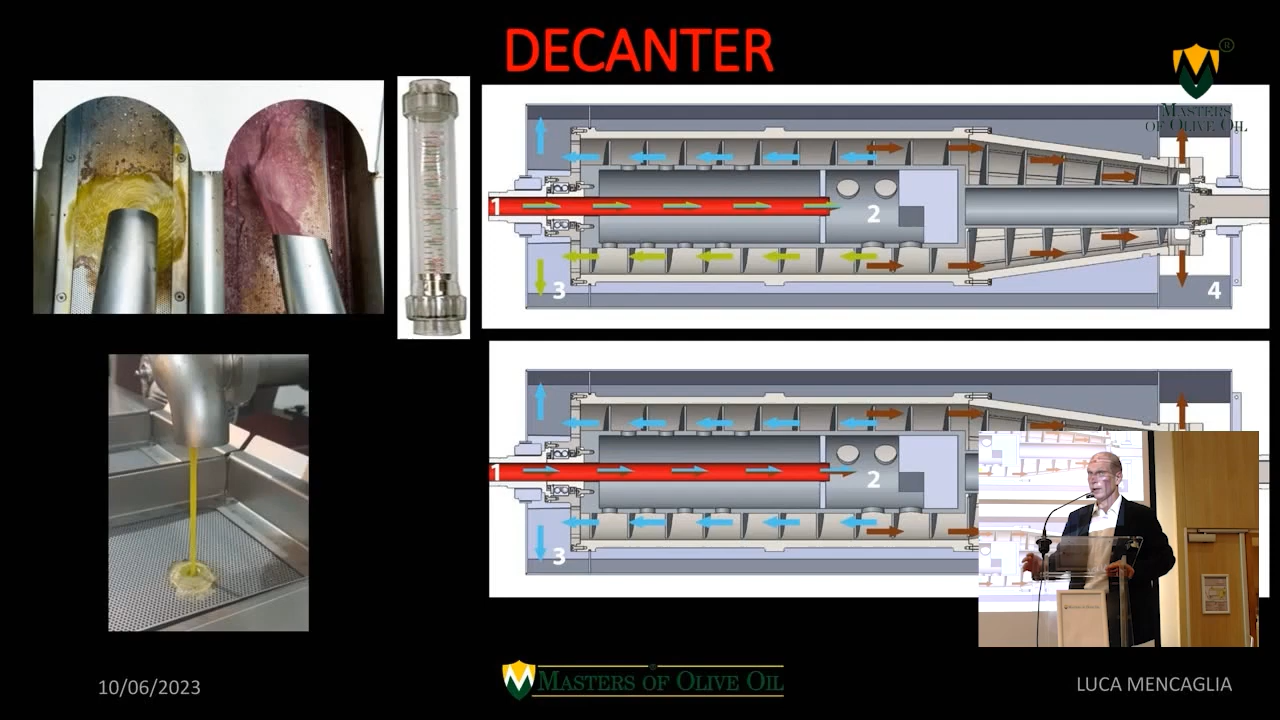 DECANTER
®
MASTERS
OF OLIVE OIL
1
2
3
4
1
2
3
10/06/2023
MASTERS OF OLIVE OIL
LUCA MENCAGLIA